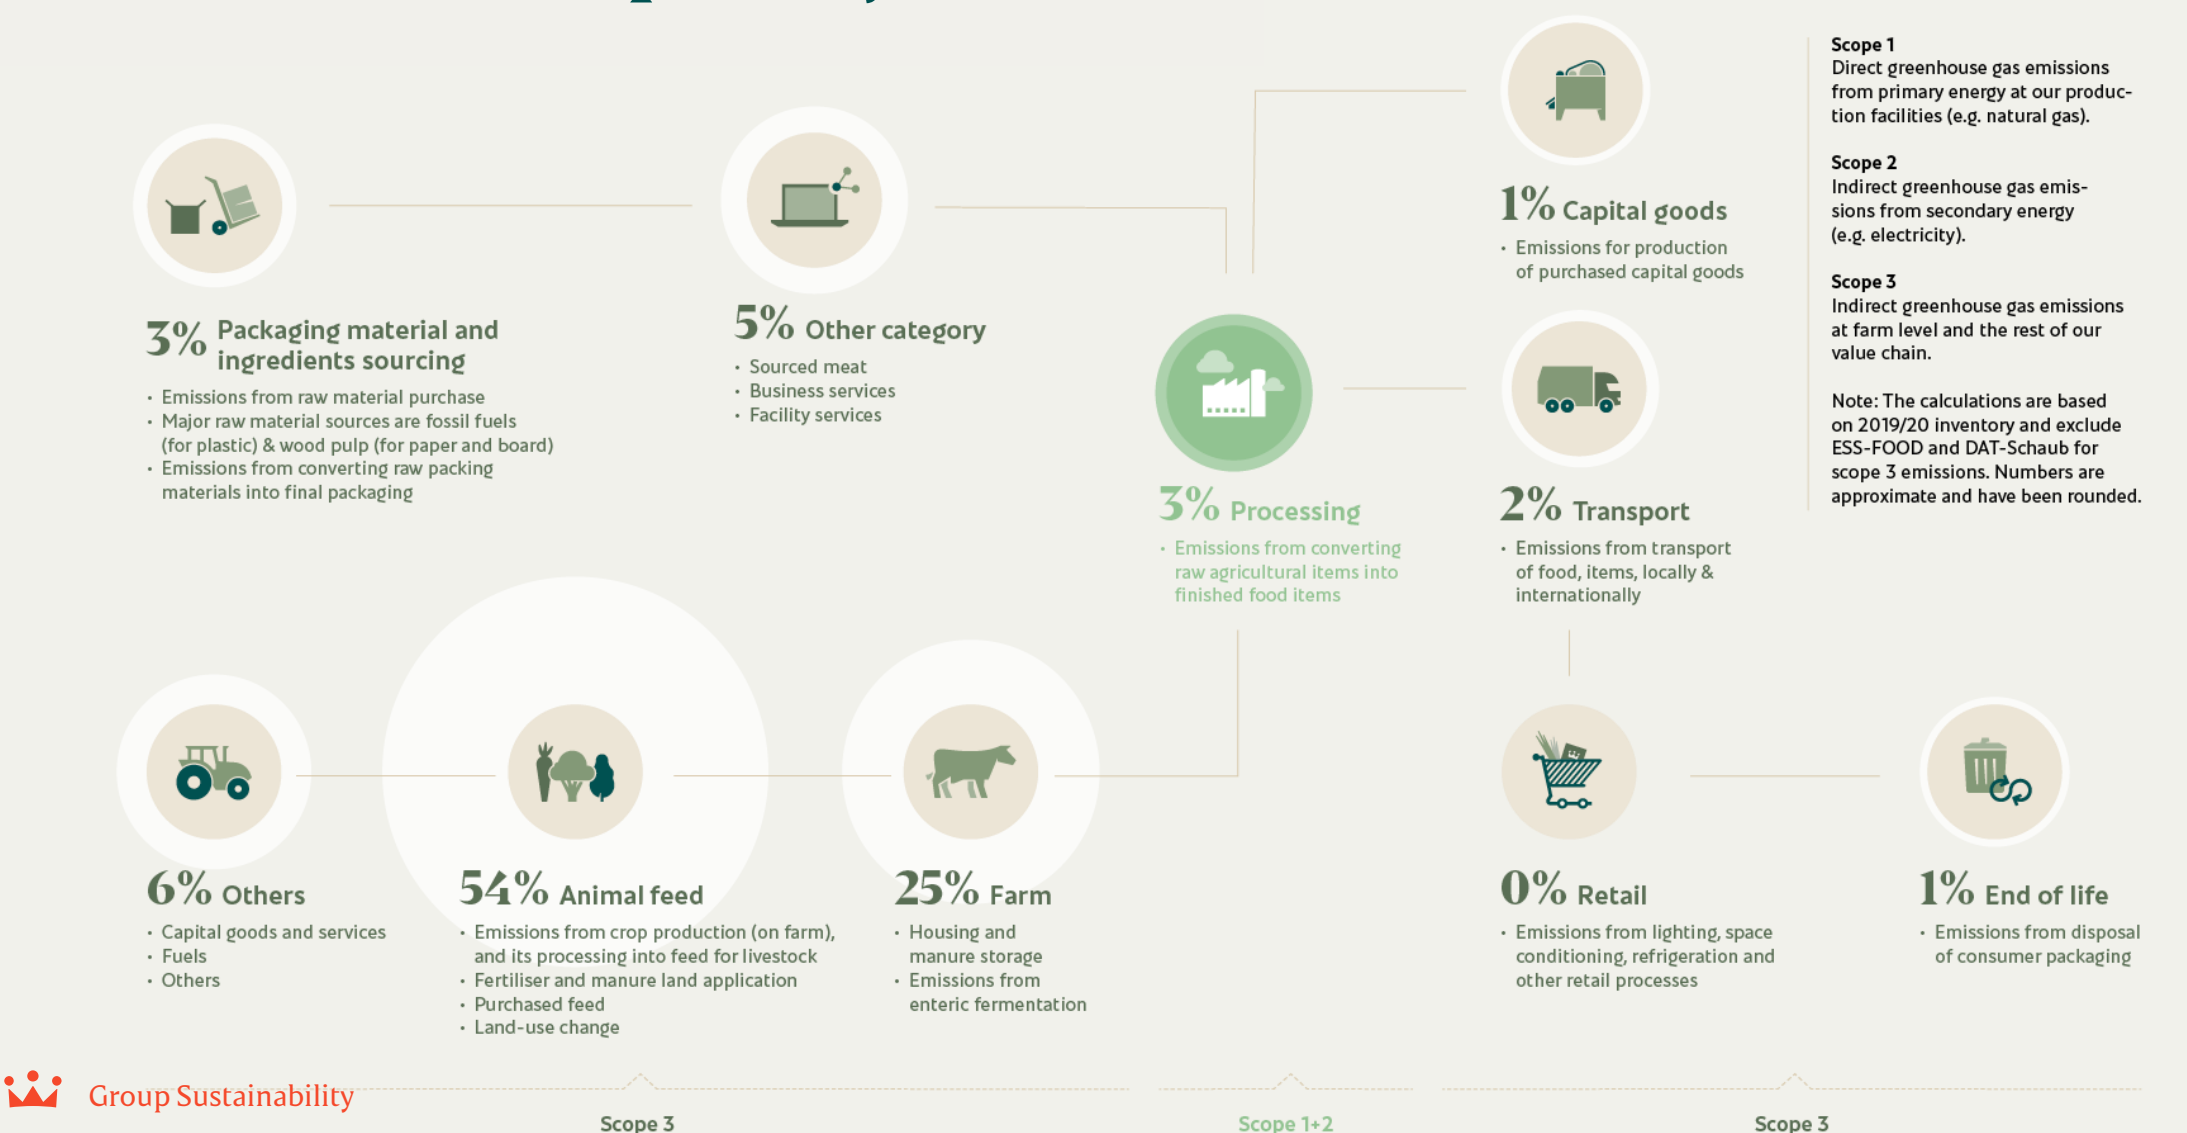 3% Packaging material and
ingredients sourcing
• Emissions from raw material purchase
• Major raw material sources are fossil fuels
(for plastic) & wood pulp (for paper and board)
• Emissions from converting raw packing
materials into final packaging
5% Other category
• Sourced meat
• Business services
• Facility services
1% Capital goods
• Emissions for production
of purchased capital goods
3% Processing
• Emissions from converting
raw agricultural items into
finished food items
2% Transport
• Emissions from transport
of food, items, locally &
internationally
Scope 1
Direct greenhouse gas emissions
from primary energy at our produc-
tion facilities (e.g. natural gas).
Scope 2
Indirect greenhouse gas emis-
sions from secondary energy
(e.g. electricity).
Scope 3
Indirect greenhouse gas emissions
at farm level and the rest of our
value chain.
Note: The calculations are based
on 2019/20 inventory and exclude
ESS-FOOD and DAT-Schaub for
scope 3 emissions. Numbers are
approximate and have been rounded.
6% Others
• Capital goods and services
• Fuels
• Others
54% Animal feed
• Emissions from crop production (on farm),
and its processing into feed for livestock
• Fertiliser and manure land application
• Purchased feed
• Land-use change
25% Farm
• Housing and
manure storage
• Emissions from
enteric fermentation
0% Retail
• Emissions from lighting, space
conditioning, refrigeration and
other retail processes
1% End of life
• Emissions from disposal
of consumer packaging
Group Sustainability
Scope 3
Scope 1+2
Scope 3